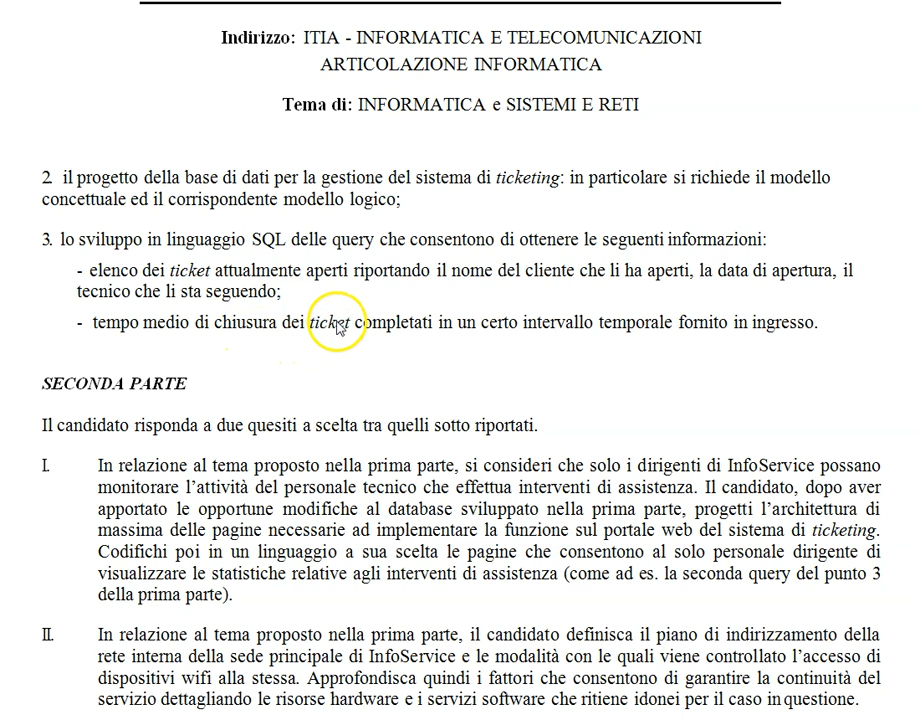 Indirizzo: ITIA - INFORMATICA E TELECOMUNICAZIONI
ARTICOLAZIONE INFORMATICA
Tema di: INFORMATICA e SISTEMI E RETI
2. il progetto della base di dati per la gestione del sistema di ticketing: in particolare si richiede il modello
concettuale ed il corrispondente modello logico;
3. lo sviluppo in linguaggio SQL delle query che consentono di ottenere le seguenti informazioni:
- elenco dei ticket attualmente aperti riportando il nome del cliente che li ha aperti, la data di apertura, il
tecnico che li sta seguendo;
- tempo medio di chiusura dei ticket completati in un certo intervallo temporale fornito in ingresso.
SECONDA PARTE
Il candidato risponda a due quesiti a scelta tra quelli sotto riportati.
I. In relazione al tema proposto nella prima parte, si consideri che solo i dirigenti di InfoService possano
monitorare l'attività del personale tecnico che effettua interventi di assistenza. Il candidato, dopo aver
apportato le opportune modifiche al database sviluppato nella prima parte, progetti l'architettura di
massima delle pagine necessarie ad implementare la funzione sul portale web del sistema di ticketing.
Codifichi poi in un linguaggio a sua scelta le pagine che consentono al solo personale dirigente di
visualizzare le statistiche relative agli interventi di assistenza (come ad es. la seconda query del punto 3
della prima parte).
II. In relazione al tema proposto nella prima parte, il candidato definisca il piano di indirizzamento della
rete interna della sede principale di InfoService e le modalità con le quali viene controllato l'accesso di
dispositivi wifi alla stessa. Approfondisca quindi i fattori che consentono di garantire la continuità del
servizio dettagliando le risorse hardware e i servizi software che ritiene idonei per il caso in questione.